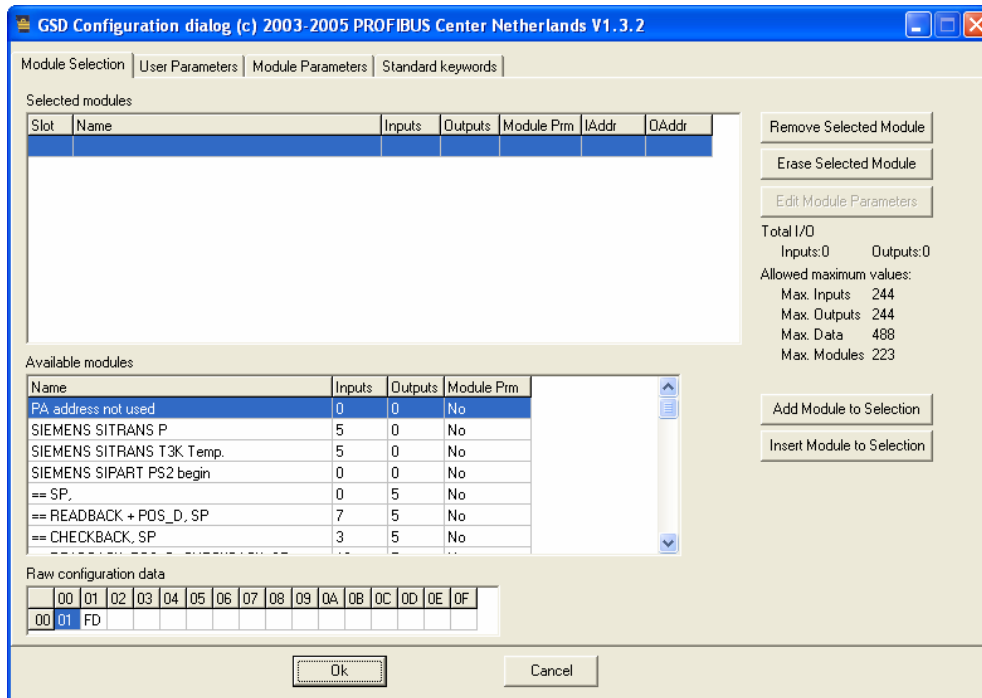 GSD Configuration dialog (c) 2003-2005 PROFIBUS Center Netherlands V1.3.2
Module Selection User Parameters Module Parameters Standard keywords
Selected modules
Slot Name Inputs Outputs Module Prm IAddr OAddr
Remove Selected Module
Erase Selected Module
Edit Module Parameters
Total I/O
Inputs:0 Outputs:0
Allowed maximum values:
Max. Inputs 244
Max. Outputs 244
Max. Data 488
Max. Modules 223
Available modules
Name Inputs Outputs Module Prm
PA address not used 0 0 No
SIEMENS SITRANS P 5 0 No
SIEMENS SITRANS T3K Temp. 5 0 No
SIEMENS SIPART PS2 begin 0 0 No
== SP, 0 5 No
== READBACK + POS_D, SP 7 5 No
== CHECKBACK, SP 3 5 No
Add Module to Selection
Insert Module to Selection
Raw configuration data
00 01 02 03 04 05 06 07 08 09 0A 0B 0C 0D 0E 0F
00 01 FD
Ok Cancel